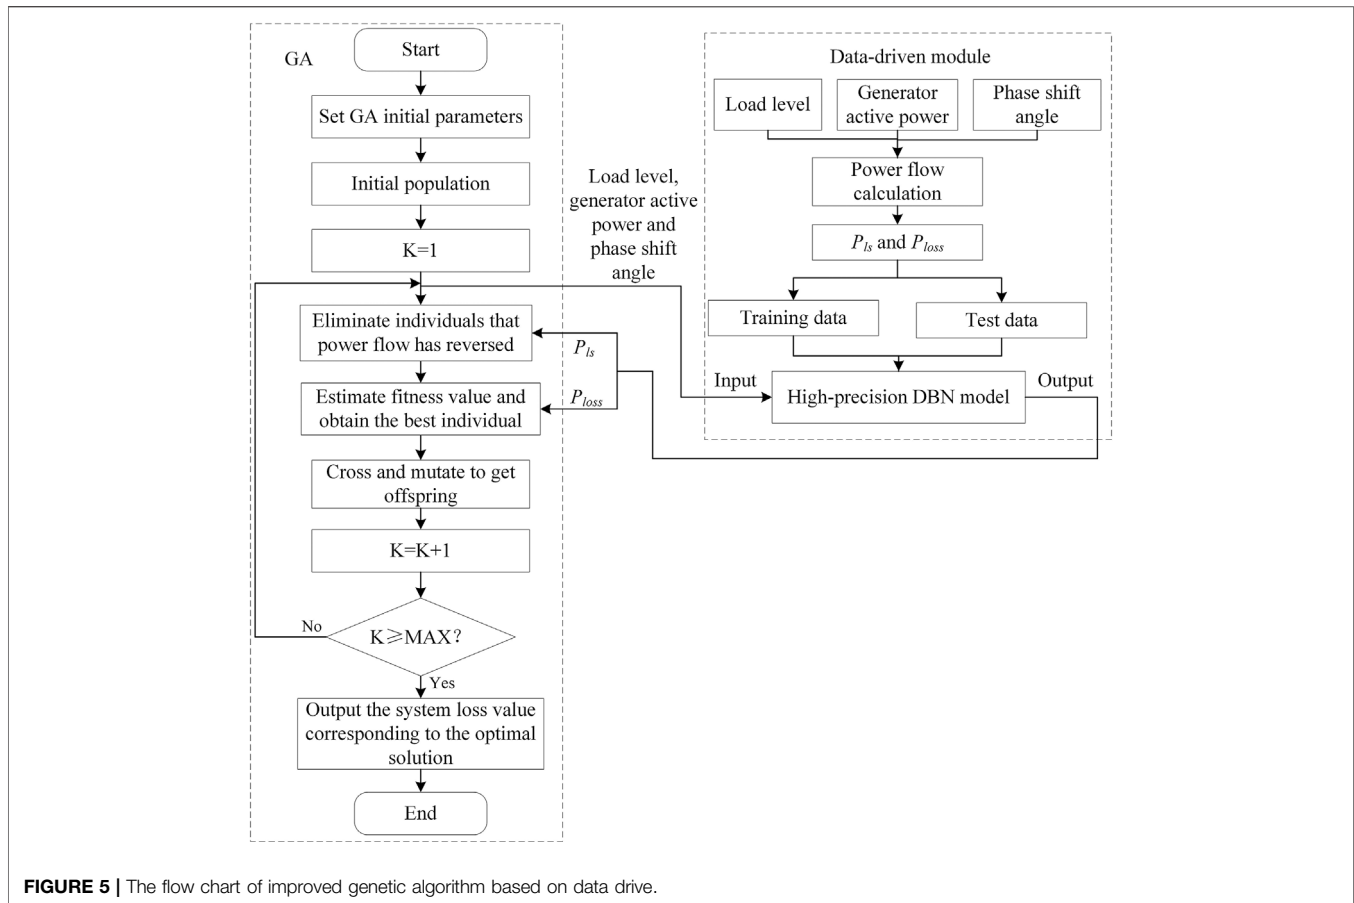 GA
Start
Set GA initial parameters
Initial population
K=1
Eliminate individuals that
power flow has reversed
Estimate fitness value and
obtain the best individual
Cross and mutate to get
offspring
K=K+1
K⩾MAX?
No
Yes
Output the system loss value
corresponding to the optimal
solution
End
Load level,
generator active
power and
phase shift
angle
Pls
Ploss
Data-driven module
Load level
Generator
active power
Phase shift
angle
Power flow
calculation
Pls and Ploss
Training data
Test data
Input
High-precision DBN model
Output
FIGURE 5 | The flow chart of improved genetic algorithm based on data drive.